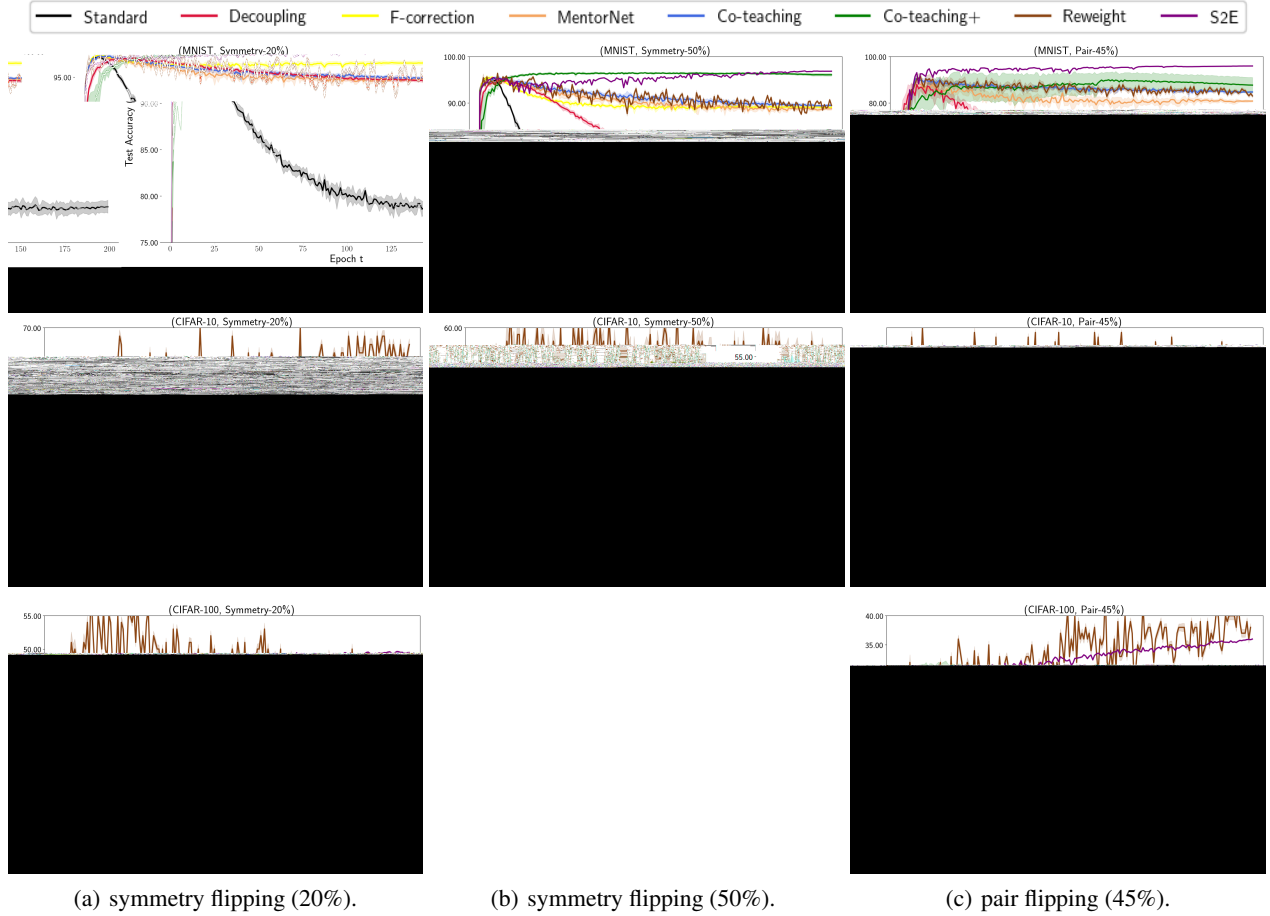 Standard Decoupling F-correction MentorNet Co-teaching Co-teaching+ Reweight S2E
(MNIST, Symmetry-20%)
95.00
90.00
85.00
80.00
75.00
Test Accuracy
150 175 200 0 25 50 75 100 125
Epoch t
(MNIST, Symmetry-50%)
100.00
90.00
(MNIST, Pair-45%)
100.00
90.00
80.00
(CIFAR-10, Symmetry-20%)
70.00
(CIFAR-10, Symmetry-50%)
60.00
55.00
(CIFAR-10, Pair-45%)
60.00
(CIFAR-100, Symmetry-20%)
55.00
50.00
(CIFAR-100, Pair-45%)
40.00
35.00
(a) symmetry flipping (20%).
(b) symmetry flipping (50%).
(c) pair flipping (45%).